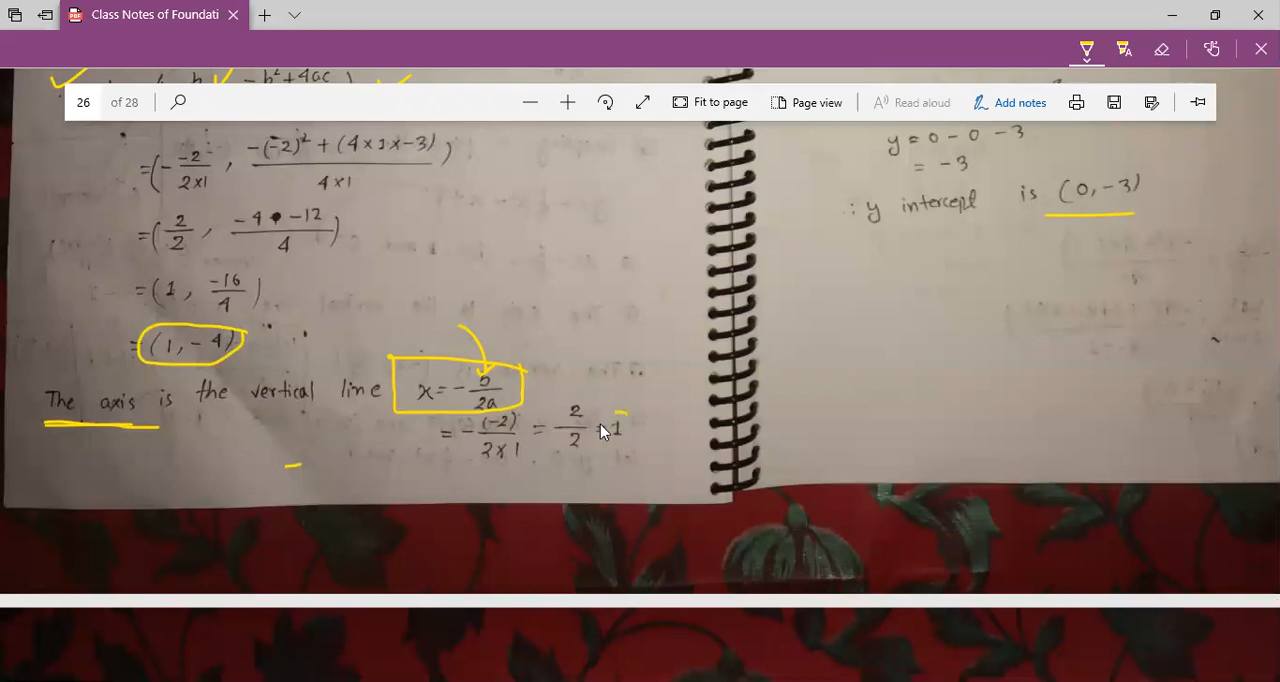 Class Notes of Foundati
26 of 28
Fit to page
Page view
Read aloud
Add notes
-b²+4ac
=(- -2/2×1 , -(-2)²+(4×1×-3)/4×1)
=(2/2 , -4 • -12/4)
=(1, -16/4)
=(1,-4)
The axis is the vertical line x=-b/2a
= -(-2)/2×1 = 2/2 =1
y=0-0-3
= -3
∴ y intercept is (0,-3)